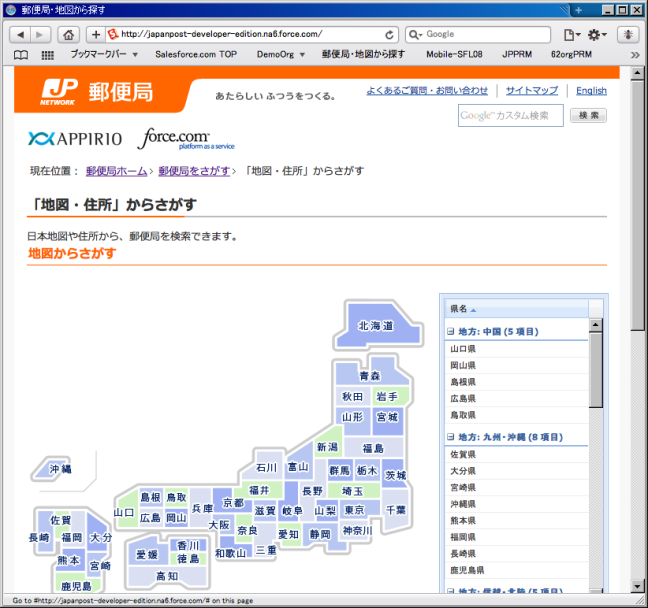 郵便局・地図から探す
http://japanpost-developer-edition.na6.force.com/
Google
ブックマークバー Salesforce.com TOP DemoOrg 郵便局・地図から探す Mobile-SFL08 JPPRM 62orgPRM
JP NETWORK 郵便局 あたらしい ふつうをつくる。
よくあるご質問・お問い合わせ サイトマップ English
Google カスタム検索 検索
APPIRIO force.com platform as a service
現在位置： 郵便局ホーム› 郵便局をさがす› 「地図・住所」からさがす
「地図・住所」からさがす
日本地図や住所から、郵便局を検索できます。
地図からさがす
北海道
青森
秋田 岩手
山形 宮城
新潟 福島
石川 富山 群馬 栃木 茨城
福井 長野 埼玉
滋賀 岐阜 山梨 東京 千葉
愛知 静岡 神奈川
島根 鳥取 兵庫 京都
山口 広島 岡山 大阪 奈良
和歌山 三重
沖縄
佐賀
長崎 福岡 大分
熊本 宮崎
鹿児島
愛媛 香川
徳島
高知
県名
地方: 中国 (5 項目)
山口県
岡山県
島根県
広島県
鳥取県
地方: 九州・沖縄 (8 項目)
佐賀県
大分県
宮崎県
沖縄県
熊本県
福岡県
長崎県
鹿児島県
地方: 信越・北陸 (5 項目)
Go to #http://japanpost-developer-edition.na6.force.com/# on this page